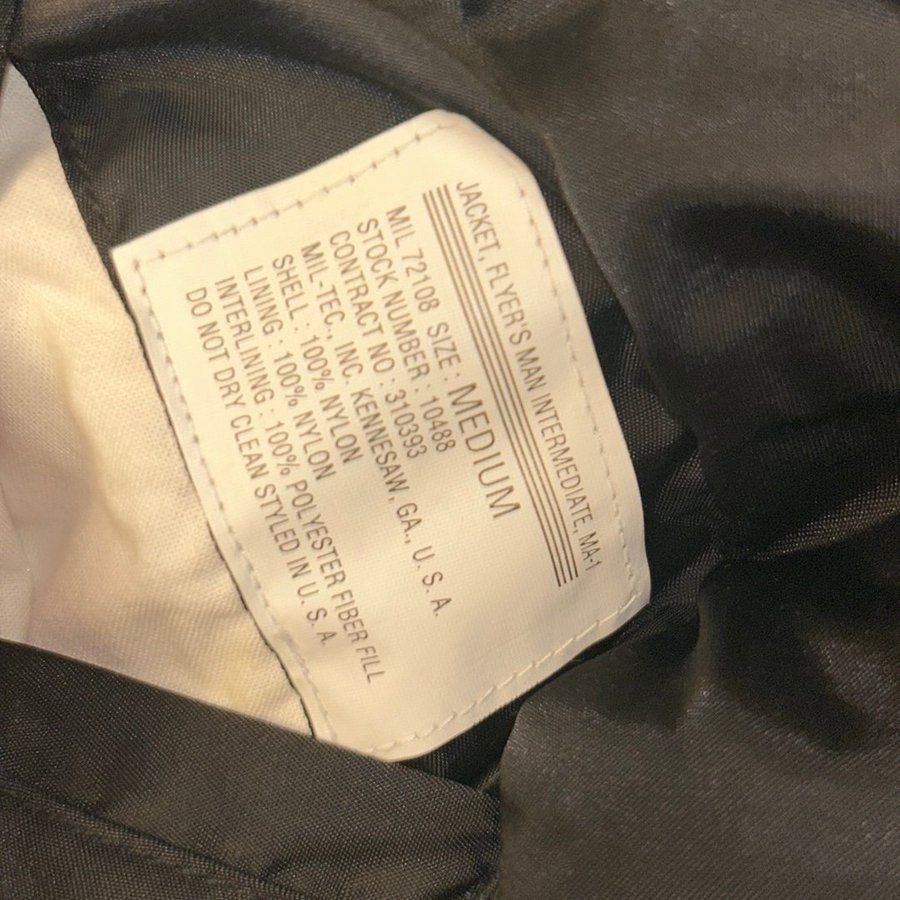 JACKET, FLYER'S MAN INTERMEDIATE, MA-1
MIL 72108 SIZE : MEDIUM
STOCK NUMBER : 10488
CONTRACT NO : 310393
MIL-TEC., INC. KENNESAW, GA., U. S. A.
SHELL : 100% NYLON
LINING : 100% NYLON
INTERLINING : 100% POLYESTER FIBER FILL
DO NOT DRY CLEAN STYLED IN U. S. A.